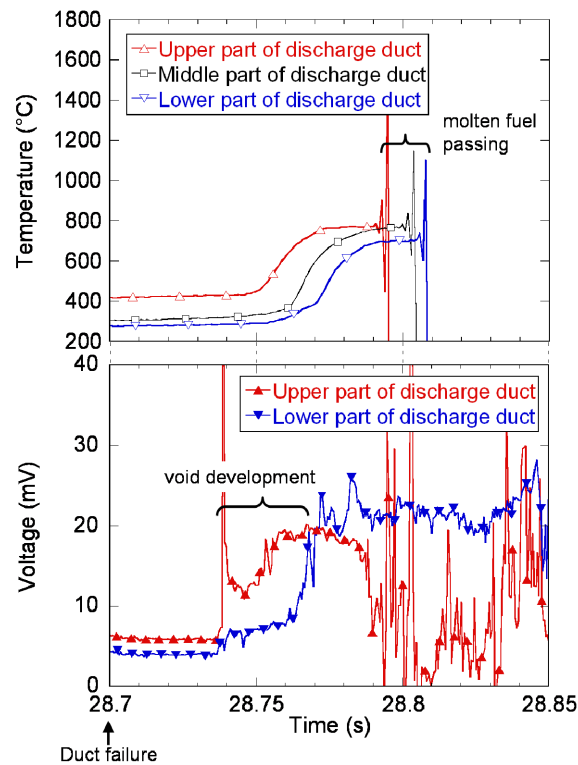 1800
1600
1400
1200
1000
800
600
400
200
Temperature (°C)
Upper part of discharge duct
Middle part of discharge duct
Lower part of discharge duct
molten fuel
passing
40
30
20
10
0
Voltage (mV)
Upper part of discharge duct
Lower part of discharge duct
void development
28.7
28.75
28.8
28.85
Time (s)
Duct failure